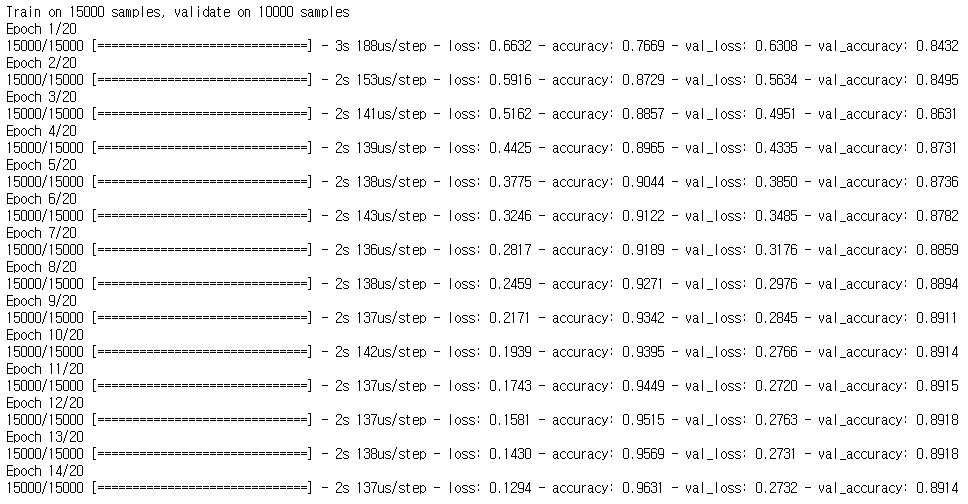 Train on 15000 samples, validate on 10000 samples
Epoch 1/20
15000/15000 [==============================] - 3s 188us/step - loss: 0.6632 - accuracy: 0.7669 - val_loss: 0.6308 - val_accuracy: 0.8432
Epoch 2/20
15000/15000 [==============================] - 2s 153us/step - loss: 0.5916 - accuracy: 0.8729 - val_loss: 0.5634 - val_accuracy: 0.8495
Epoch 3/20
15000/15000 [==============================] - 2s 141us/step - loss: 0.5162 - accuracy: 0.8857 - val_loss: 0.4951 - val_accuracy: 0.8631
Epoch 4/20
15000/15000 [==============================] - 2s 139us/step - loss: 0.4425 - accuracy: 0.8965 - val_loss: 0.4335 - val_accuracy: 0.8731
Epoch 5/20
15000/15000 [==============================] - 2s 138us/step - loss: 0.3775 - accuracy: 0.9044 - val_loss: 0.3850 - val_accuracy: 0.8736
Epoch 6/20
15000/15000 [==============================] - 2s 143us/step - loss: 0.3246 - accuracy: 0.9122 - val_loss: 0.3485 - val_accuracy: 0.8782
Epoch 7/20
15000/15000 [==============================] - 2s 136us/step - loss: 0.2817 - accuracy: 0.9189 - val_loss: 0.3176 - val_accuracy: 0.8859
Epoch 8/20
15000/15000 [==============================] - 2s 138us/step - loss: 0.2459 - accuracy: 0.9271 - val_loss: 0.2976 - val_accuracy: 0.8894
Epoch 9/20
15000/15000 [==============================] - 2s 137us/step - loss: 0.2171 - accuracy: 0.9342 - val_loss: 0.2845 - val_accuracy: 0.8911
Epoch 10/20
15000/15000 [==============================] - 2s 142us/step - loss: 0.1939 - accuracy: 0.9395 - val_loss: 0.2766 - val_accuracy: 0.8914
Epoch 11/20
15000/15000 [==============================] - 2s 137us/step - loss: 0.1743 - accuracy: 0.9449 - val_loss: 0.2720 - val_accuracy: 0.8915
Epoch 12/20
15000/15000 [==============================] - 2s 137us/step - loss: 0.1581 - accuracy: 0.9515 - val_loss: 0.2763 - val_accuracy: 0.8918
Epoch 13/20
15000/15000 [==============================] - 2s 138us/step - loss: 0.1430 - accuracy: 0.9569 - val_loss: 0.2731 - val_accuracy: 0.8918
Epoch 14/20
15000/15000 [==============================] - 2s 137us/step - loss: 0.1294 - accuracy: 0.9631 - val_loss: 0.2732 - val_accuracy: 0.8914